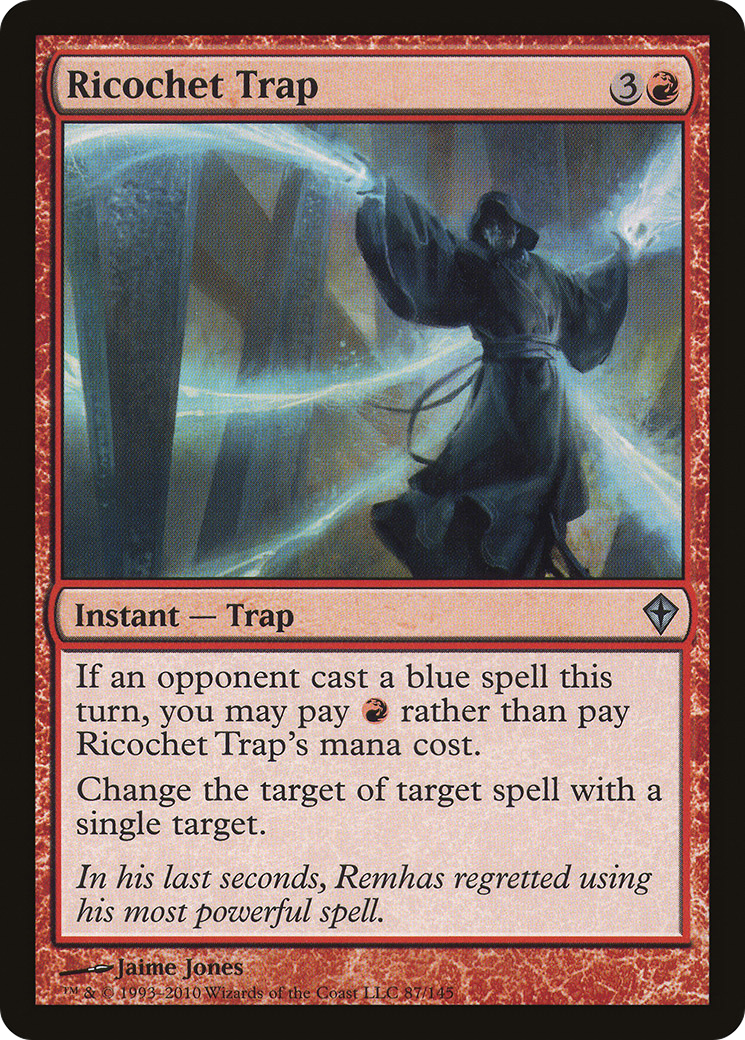 Ricochet Trap 3
Instant — Trap
If an opponent cast a blue spell this
turn, you may pay rather than pay
Ricochet Trap's mana cost.
Change the target of target spell with a
single target.
In his last seconds, Remhas regretted using
his most powerful spell.
Jaime Jones
™ & © 1993–2010 Wizards of the Coast LLC 87/145